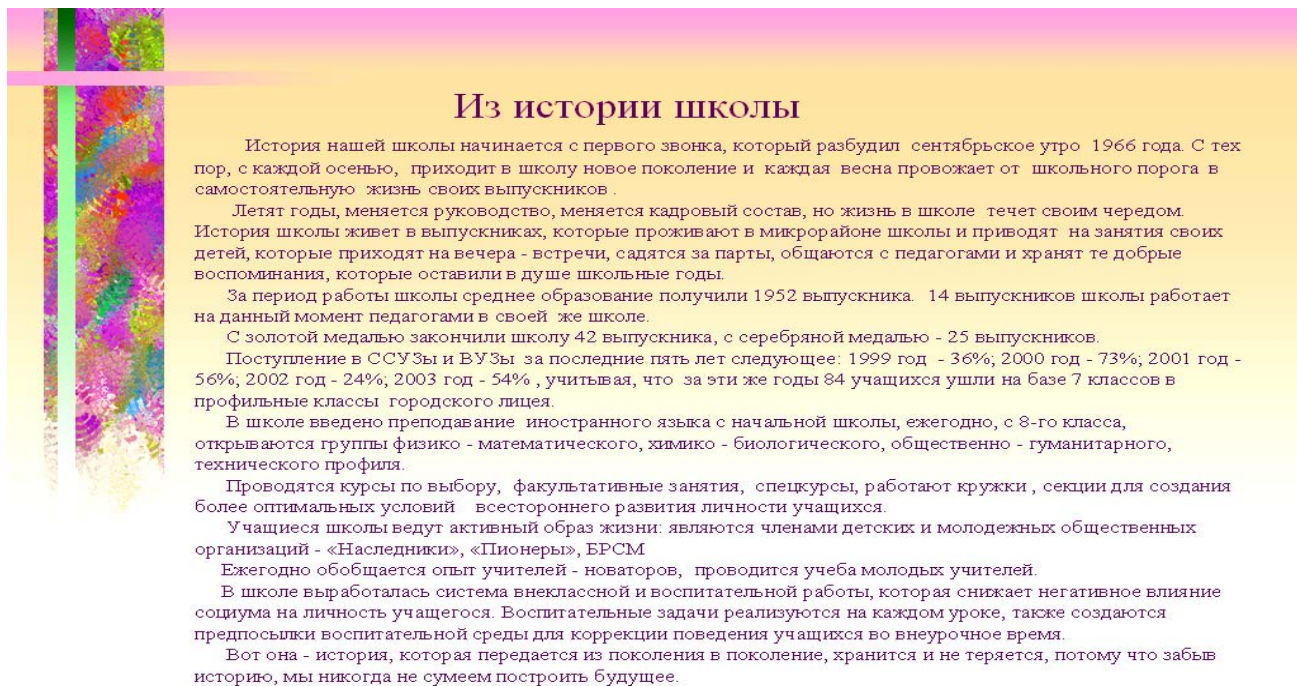 Из истории школы
История нашей школы начинается с первого звонка, который разбудил сентябрьское утро 1966 года. С тех
пор, с каждой осенью, приходит в школу новое поколение и каждая весна провожает от школьного порога в
самостоятельную жизнь своих выпускников .
Летят годы, меняется руководство, меняется кадровый состав, но жизнь в школе течет своим чередом.
История школы живет в выпускниках, которые проживают в микрорайоне школы и приводят на занятия своих
детей, которые приходят на вечера - встречи, садятся за парты, общаются с педагогами и хранят те добрые
воспоминания, которые оставили в душе школьные годы.
За период работы школы среднее образование получили 1952 выпускника. 14 выпускников школы работает
на данный момент педагогами в своей же школе.
С золотой медалью закончили школу 42 выпускника, с серебряной медалью - 25 выпускников.
Поступление в ССУЗы и ВУЗы за последние пять лет следующее: 1999 год - 36%; 2000 год - 73%; 2001 год -
56%; 2002 год - 24%; 2003 год - 54% , учитывая, что за эти же годы 84 учащихся ушли на базе 7 классов в
профильные классы городского лицея.
В школе введено преподавание иностранного языка с начальной школы, ежегодно, с 8-го класса,
открываются группы физико - математического, химико - биологического, общественно - гуманитарного,
технического профиля.
Проводятся курсы по выбору, факультативные занятия, спецкурсы, работают кружки , секции для создания
более оптимальных условий всестороннего развития личности учащихся.
Учащиеся школы ведут активный образ жизни: являются членами детских и молодежных общественных
организаций - «Наследники», «Пионеры», БРСМ
Ежегодно обобщается опыт учителей - новаторов, проводится учеба молодых учителей.
В школе выработалась система внеклассной и воспитательной работы, которая снижает негативное влияние
социума на личность учащегося. Воспитательные задачи реализуются на каждом уроке, также создаются
предпосылки воспитательной среды для коррекции поведения учащихся во внеурочное время.
Вот она - история, которая передается из поколения в поколение, хранится и не теряется, потому что забыв
историю, мы никогда не сумеем построить будущее.